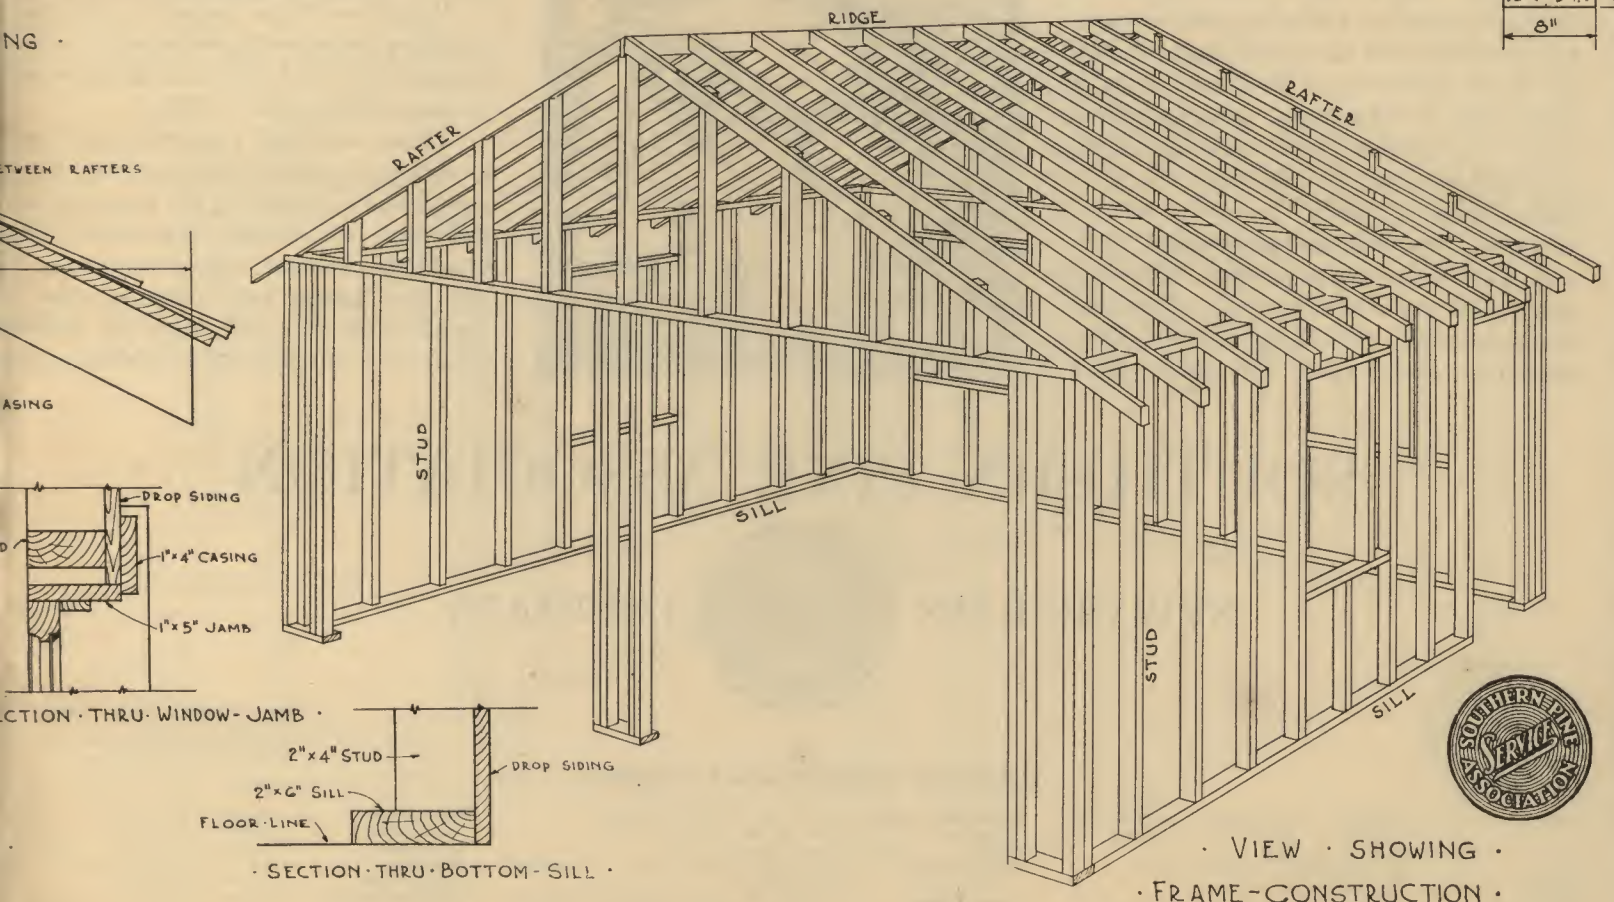 NG ·
ETWEEN RAFTERS
ASING
DROP SIDING
1"×4" CASING
1"×5" JAMB
CTION · THRU · WINDOW - JAMB ·
2"×4" STUD
2"×6" SILL
FLOOR · LINE
DROP SIDING
· SECTION · THRU · BOTTOM - SILL ·
RIDGE
RAFTER
RAFTER
8"
STUD
SILL
STUD
SILL
SOUTHERN PINE
SERVICE
ASSOCIATION
· VIEW · SHOWING ·
· FRAME-CONSTRUCTION ·